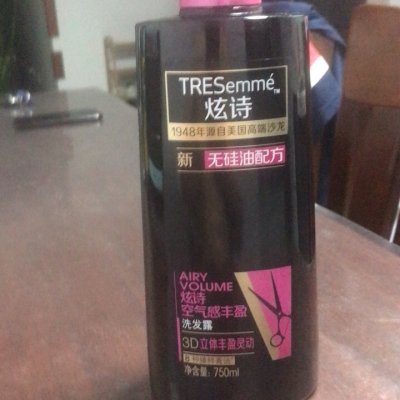 TRESemmé™
炫诗
1948年源自美国高端沙龙
新 无硅油配方
AIRY
VOLUME
炫诗
空气感丰盈
洗发露
3D立体丰盈灵动
净含量: 750ml